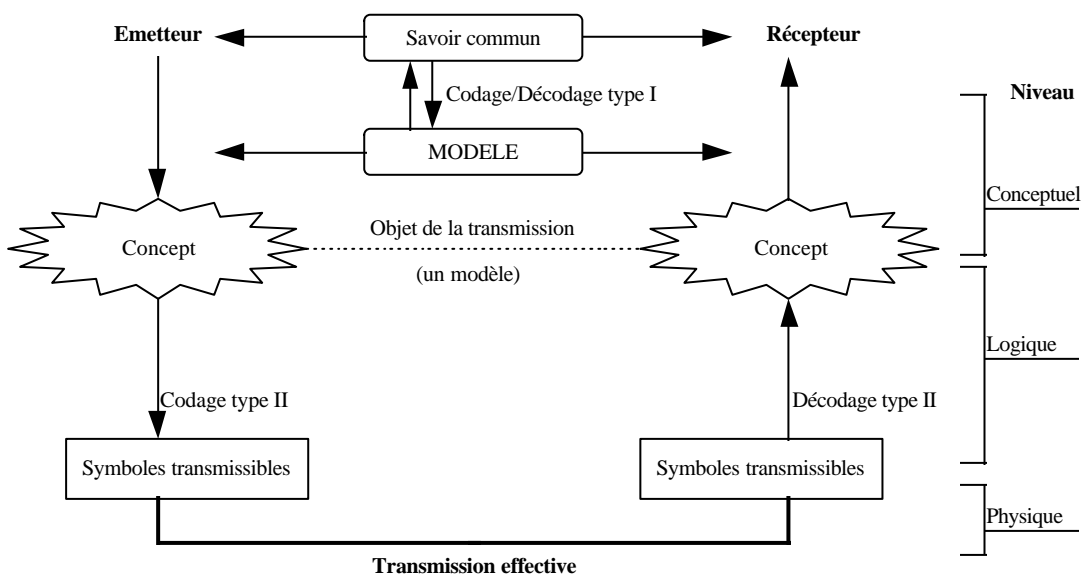 Emetteur
Savoir commun
Récepteur
Codage/Décodage type I
Niveau
MODELE
Conceptuel
Objet de la transmission
Concept
Concept
(un modèle)
Logique
Codage type II
Décodage type II
Symboles transmissibles
Symboles transmissibles
Physique
Transmission effective